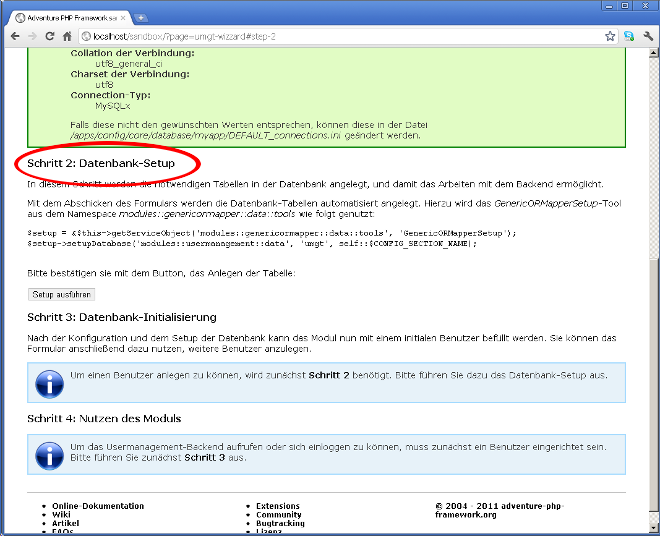 Adventure PHP Framework san
localhost/sandbox/?page=umgt-wizzard#step-2
Collation der Verbindung:
utf8_general_ci
Charset der Verbindung:
utf8
Connection-Typ:
MySQLx
Falls diese nicht den gewünschten Werten entsprechen, können diese in der Datei
/apps/config/core/database/myapp/DEFAULT_connections.ini geändert werden.
Schritt 2: Datenbank-Setup
In diesem Schritt werden die notwendigen Tabellen in der Datenbank angelegt, und damit das Arbeiten mit dem Backend ermöglicht.
Mit dem Abschicken des Formulars werden die Datenbank-Tabellen automatisiert angelegt. Hierzu wird das GenericORMapperSetup-Tool
aus dem Namespace modules::genericormapper::data::tools wie folgt genutzt:
$setup = &$this->getServiceObject('modules::genericormapper::data::tools', 'GenericORMapperSetup');
$setup->setupDatabase('modules::usermanagement::data', 'umgt', self::$CONFIG_SECTION_NAME);
Bitte bestätigen sie mit dem Button, das Anlegen der Tabelle:
Setup ausführen
Schritt 3: Datenbank-Initialisierung
Nach der Konfiguration und dem Setup der Datenbank kann das Modul nun mit einem initialen Benutzer befüllt werden. Sie können das
Formular anschließend dazu nutzen, weitere Benutzer anzulegen.
Um einen Benutzer anlegen zu können, wird zunächst Schritt 2 benötigt. Bitte führen Sie dazu das Datenbank-Setup aus.
Schritt 4: Nutzen des Moduls
Um das Usermanagement-Backend aufrufen oder sich einloggen zu können, muss zunächst ein Benutzer eingerichtet sein.
Bitte führen Sie zunächst Schritt 3 aus.
Online-Dokumentation
Wiki
Artikel
FAQs
Extensions
Community
Bugtracking
Lizenz
© 2004 - 2011 adventure-php-
framework.org